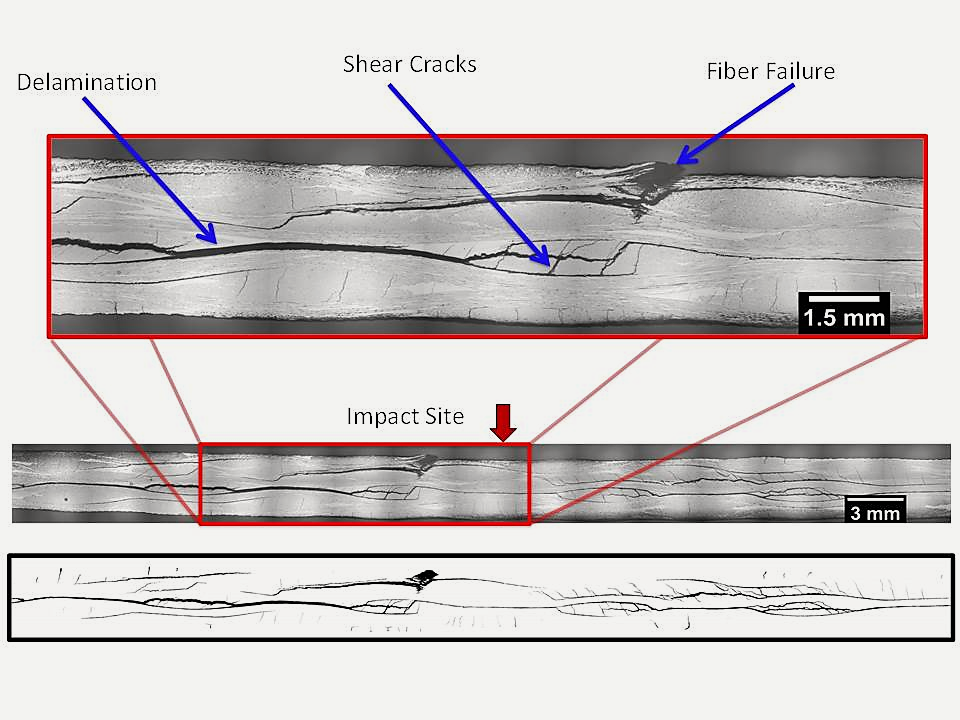 Delamination
Shear Cracks
Fiber Failure
1.5 mm
Impact Site
3 mm